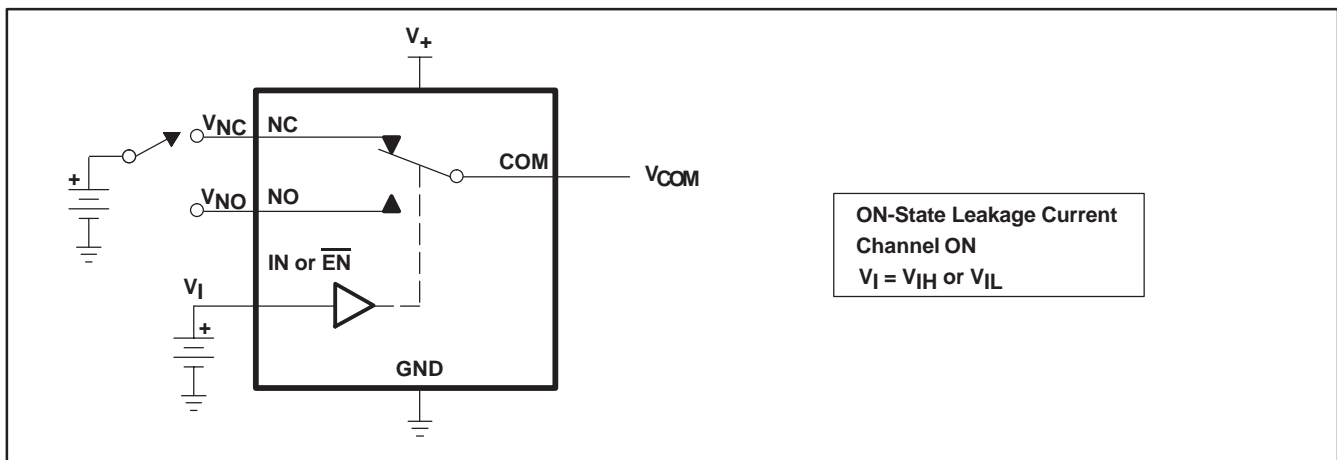 V+
VNC NC
+
COM
VCOM
VNO NO
IN or E̅N̅
VI
+
GND
ON-State Leakage Current
Channel ON
VI = VIH or VIL